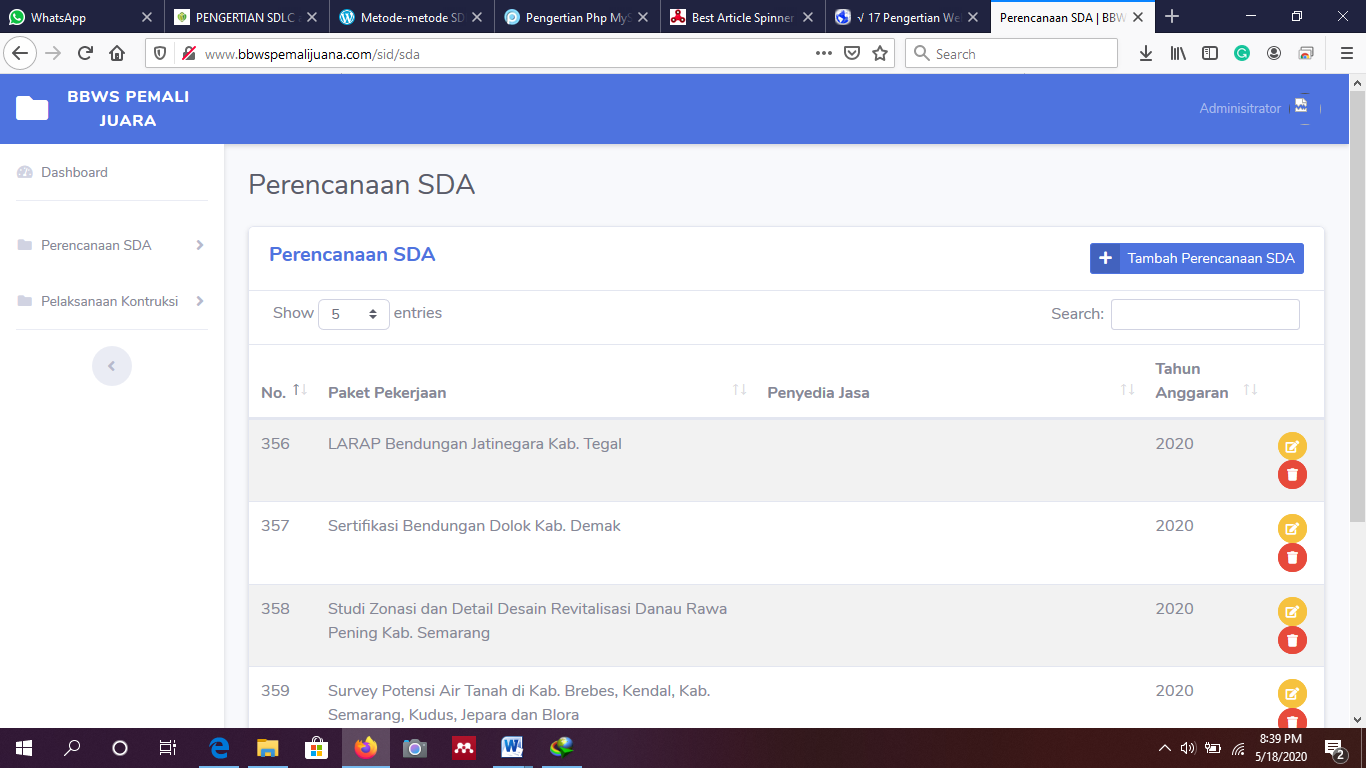 WhatsApp
PENGERTIAN SDLC
Metode-metode SD
Pengertian Php MyS
Best Article Spinner
√ 17 Pengertian We
Perencanaan SDA | BBW
www.bbwspemalijuana.com/sid/sda
Search
BBWS PEMALI
JUARA
Adminisitrator
Dashboard
Perencanaan SDA
Pelaksanaan Kontruksi
Perencanaan SDA
Perencanaan SDA
Tambah Perencanaan SDA
Show 5 entries
Search:
No. Paket Pekerjaan Penyedia Jasa Tahun
Anggaran
356 LARAP Bendungan Jatinegara Kab. Tegal 2020
357 Sertifikasi Bendungan Dolok Kab. Demak 2020
358 Studi Zonasi dan Detail Desain Revitalisasi Danau Rawa 2020
Pening Kab. Semarang
359 Survey Potensi Air Tanah di Kab. Brebes, Kendal, Kab. 2020
Semarang, Kudus, Jepara dan Blora
8:39 PM
5/18/2020
2